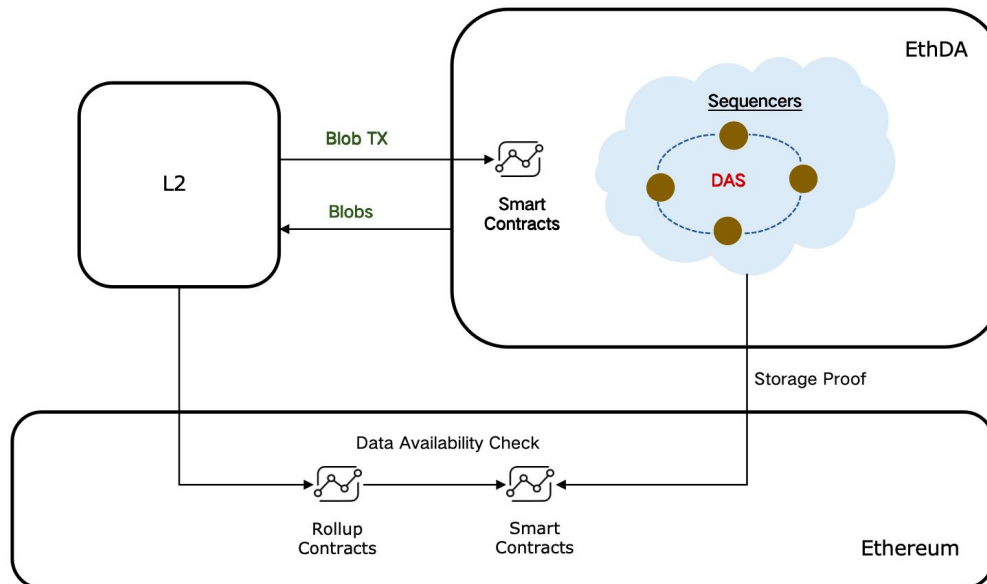 EthDA
Sequencers
Blob TX
L2
DAS
Smart
Contracts
Blobs
Storage Proof
Data Availability Check
Rollup
Contracts
Smart
Contracts
Ethereum